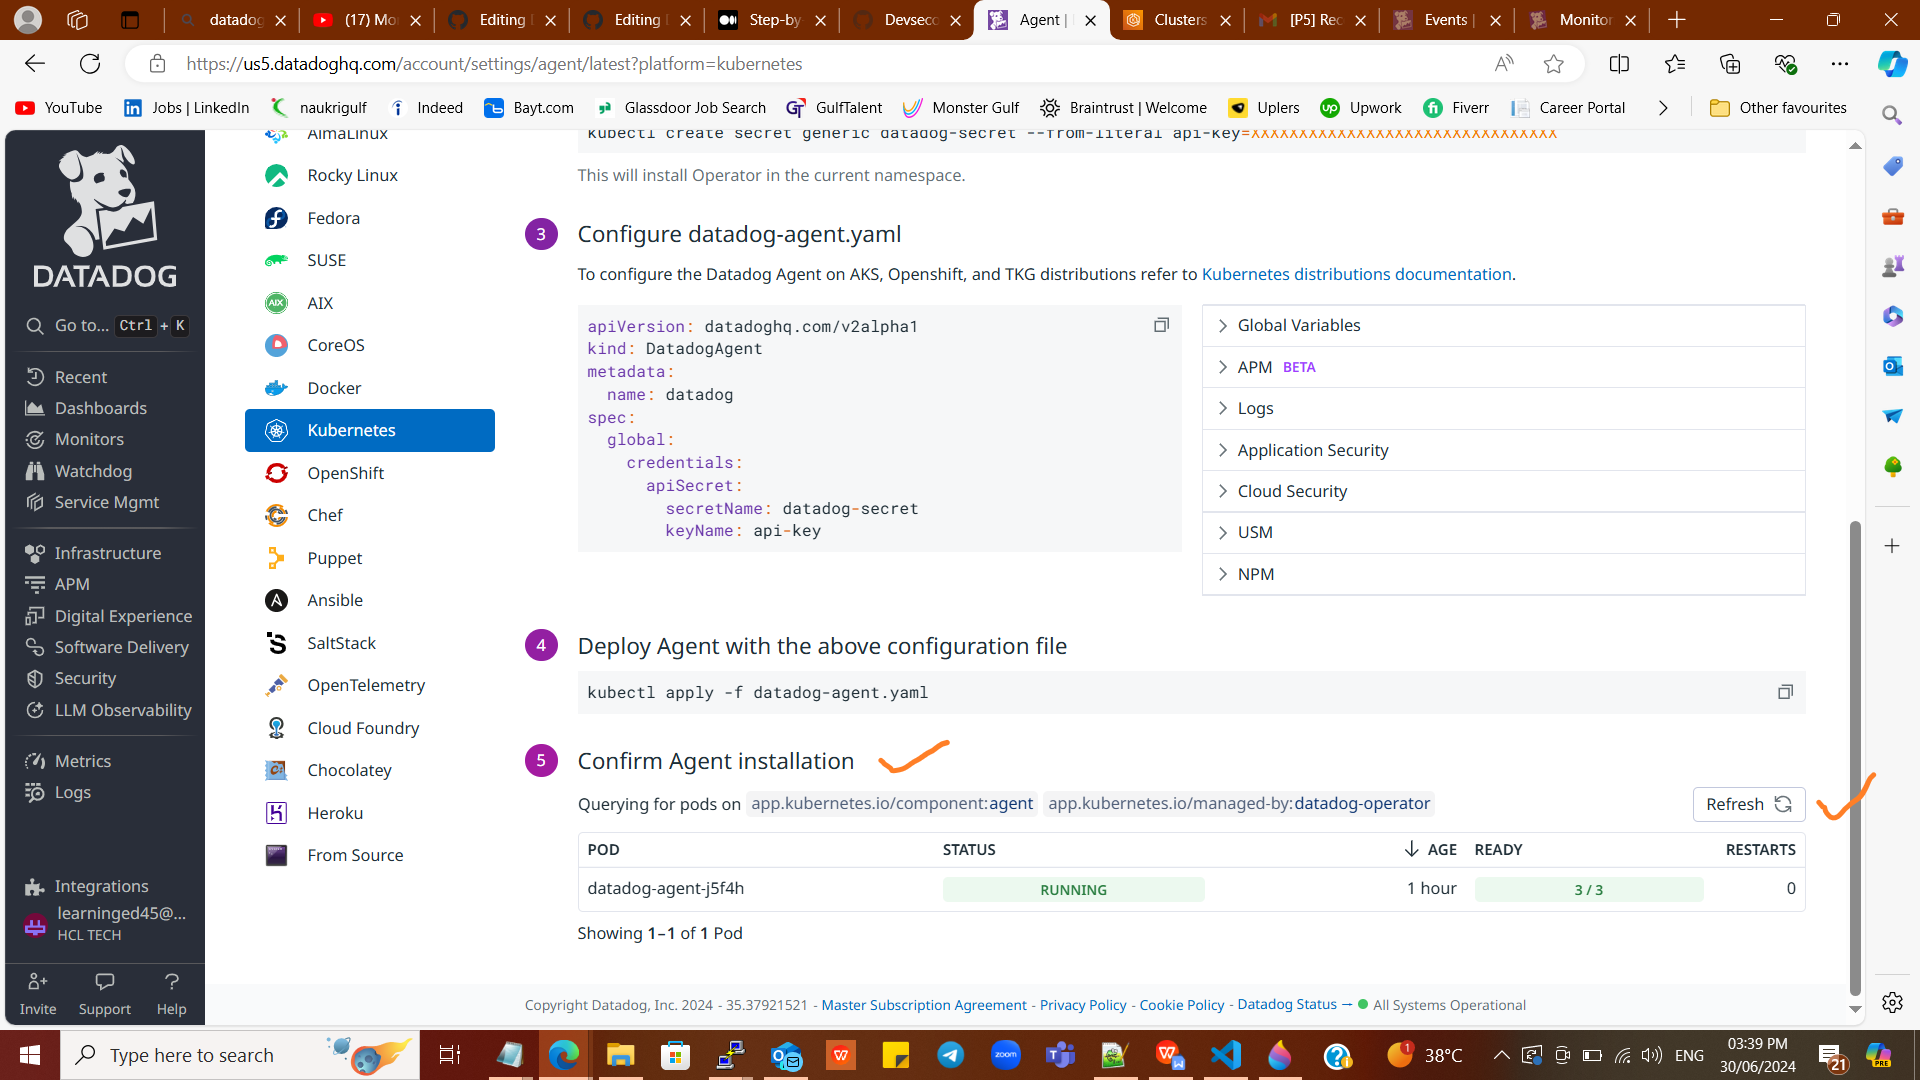 datadog
(17) Mo
Editing
Editing
Step-by
Devseco
Agent |
Clusters
[P5] Rec
Events |
Monitor
https://us5.datadoghq.com/account/settings/agent/latest?platform=kubernetes
YouTube
Jobs | LinkedIn
naukrigulf
Indeed
Bayt.com
Glassdoor Job Search
GulfTalent
Monster Gulf
Braintrust | Welcome
Uplers
Upwork
Fiverr
Career Portal
Other favourites
DATADOG
Go to... Ctrl + K
Recent
Dashboards
Monitors
Watchdog
Service Mgmt
Infrastructure
APM
Digital Experience
Software Delivery
Security
LLM Observability
Metrics
Logs
Integrations
learninged45@...
HCL TECH
Invite
Support
Help
AlmaLinux
Rocky Linux
Fedora
SUSE
AIX
CoreOS
Docker
Kubernetes
OpenShift
Chef
Puppet
Ansible
SaltStack
OpenTelemetry
Cloud Foundry
Chocolatey
Heroku
From Source
kubectl create secret generic datadog-secret --from-literal api-key=XXXXXXXXXXXXXXXXXXXXXXXXXXXXXXXX
This will install Operator in the current namespace.
3 Configure datadog-agent.yaml
To configure the Datadog Agent on AKS, Openshift, and TKG distributions refer to Kubernetes distributions documentation.
apiVersion: datadoghq.com/v2alpha1
kind: DatadogAgent
metadata:
name: datadog
spec:
global:
credentials:
apiSecret:
secretName: datadog-secret
keyName: api-key
Global Variables
APM BETA
Logs
Application Security
Cloud Security
USM
NPM
4 Deploy Agent with the above configuration file
kubectl apply -f datadog-agent.yaml
5 Confirm Agent installation
Querying for pods on app.kubernetes.io/component:agent app.kubernetes.io/managed-by:datadog-operator
Refresh
POD STATUS AGE READY RESTARTS
datadog-agent-j5f4h RUNNING 1 hour 3 / 3 0
Showing 1–1 of 1 Pod
Copyright Datadog, Inc. 2024 - 35.37921521 - Master Subscription Agreement - Privacy Policy - Cookie Policy - Datadog Status → All Systems Operational
Type here to search
zoom
1
38°C
ENG
03:39 PM
30/06/2024
21
PRE